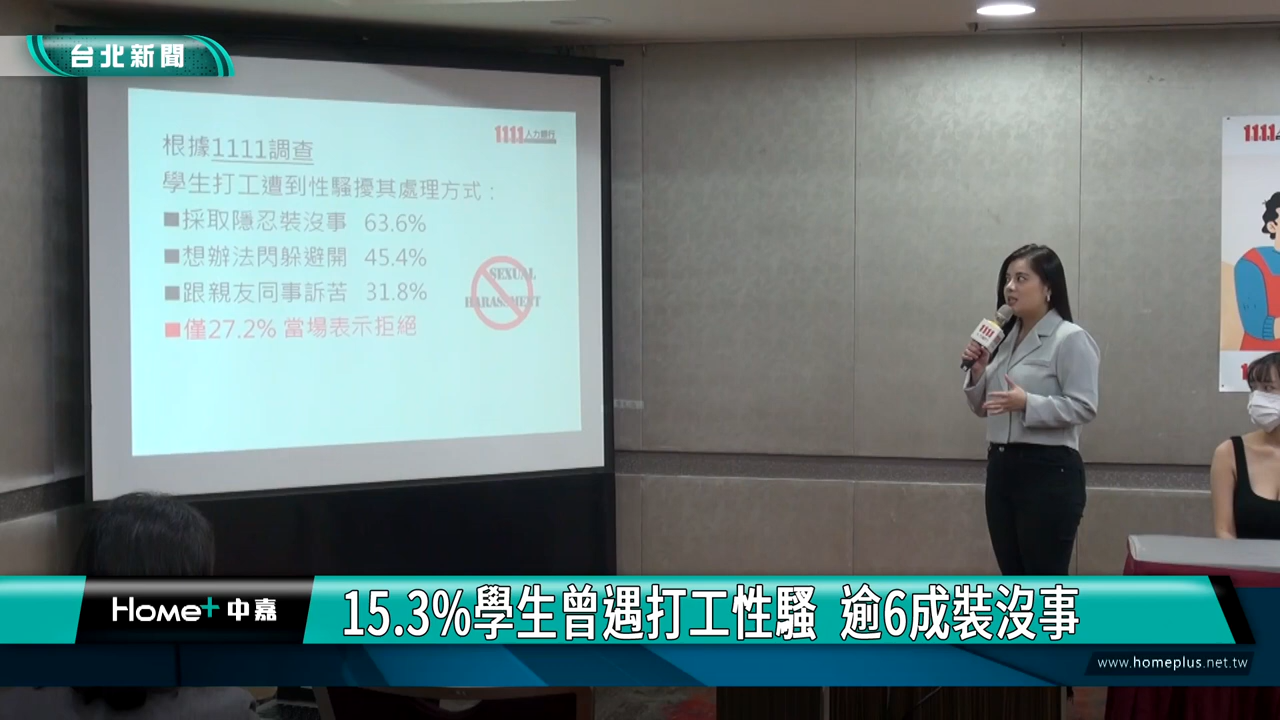 台北新聞
1111人力銀行
根據1111調查
學生打工遭到性騷擾其處理方式：
■採取隱忍裝沒事 63.6%
■想辦法閃躲避開 45.4%
■跟親友同事訴苦 31.8%
■僅27.2% 當場表示拒絕
SEXUAL
HARASSMENT
1111
1111
Home+ 中嘉
15.3%學生曾遇打工性騷 逾6成裝沒事
www.homeplus.net.tw